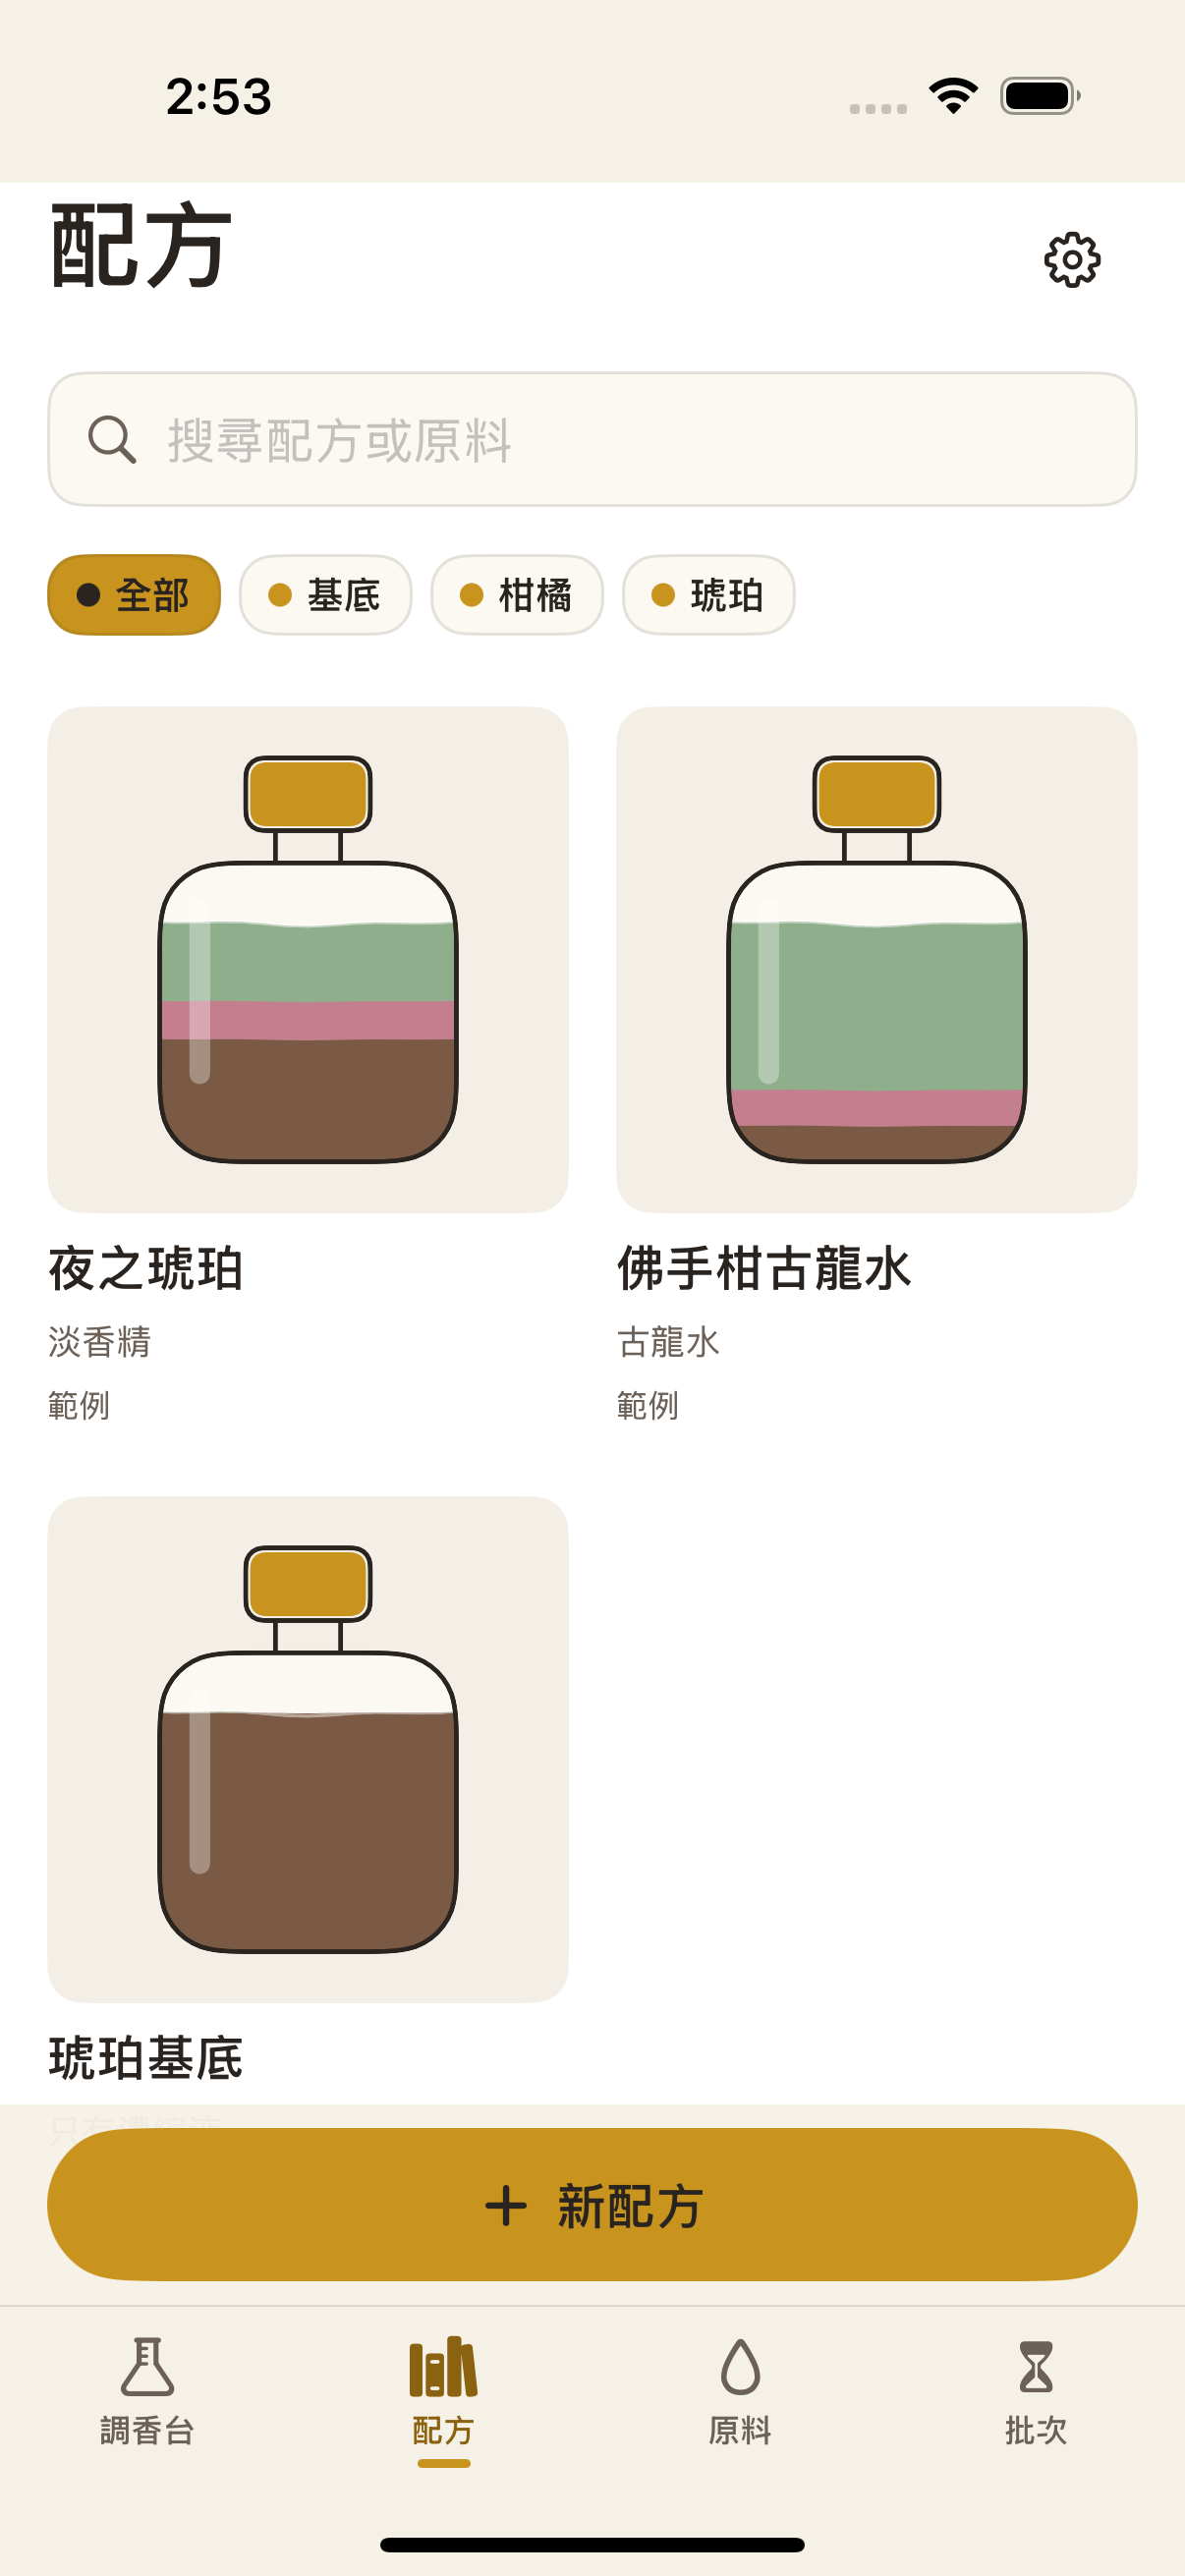 2:53
配方
搜尋配方或原料
全部 基底 柑橘 琥珀
夜之琥珀
佛手柑古龍水
淡香精
古龍水
範例
範例
琥珀基底
新配方
調香台 配方 原料 批次